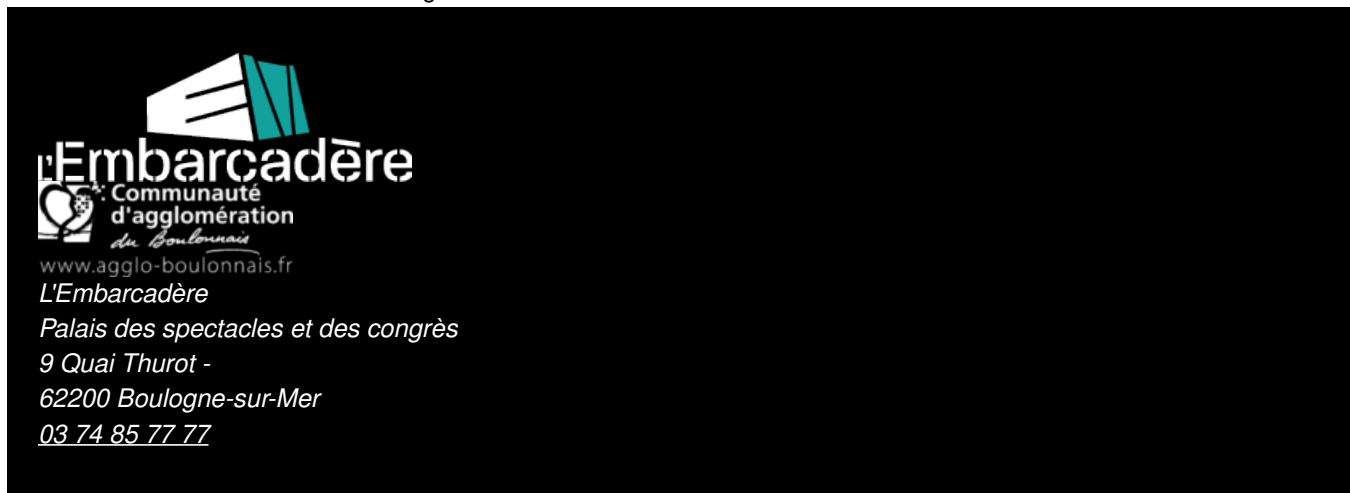 l'Embarcadère
Communauté
d'agglomération
du Boulonnais
www.agglo-boulonnais.fr
L'Embarcadère
Palais des spectacles et des congrès
9 Quai Thurot -
62200 Boulogne-sur-Mer
03 74 85 77 77